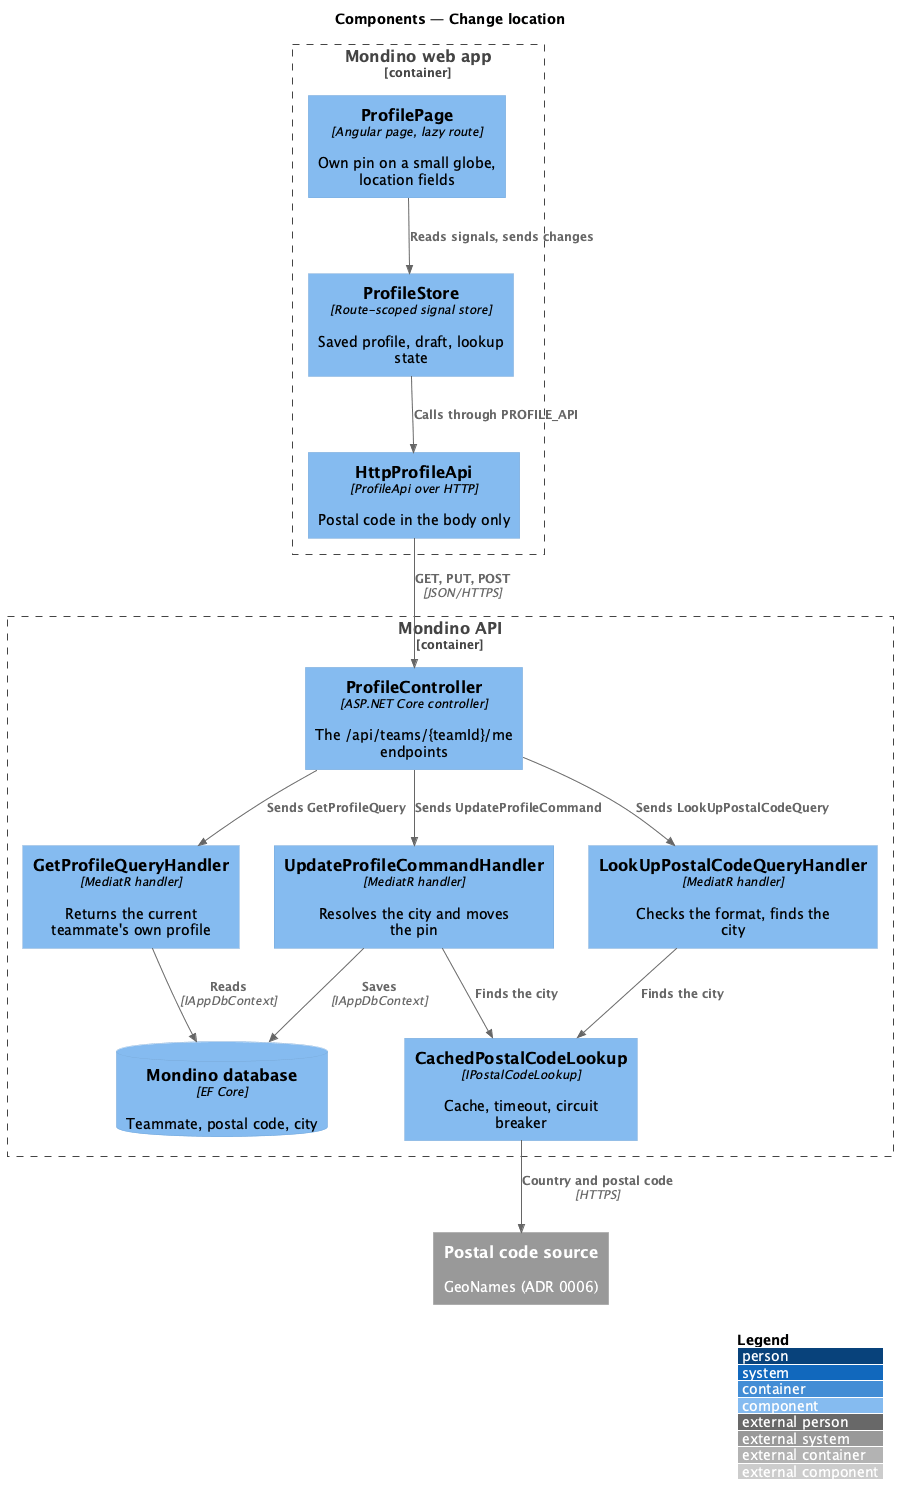 Components — Change location
Mondino web app
[container]
ProfilePage
[Angular page, lazy route]
Own pin on a small globe,
location fields
Reads signals, sends changes
ProfileStore
[Route-scoped signal store]
Saved profile, draft, lookup
state
Calls through PROFILE_API
HttpProfileApi
[ProfileApi over HTTP]
Postal code in the body only
GET, PUT, POST
[JSON/HTTPS]
Mondino API
[container]
ProfileController
[ASP.NET Core controller]
The /api/teams/{teamId}/me
endpoints
Sends GetProfileQuery
Sends UpdateProfileCommand
Sends LookUpPostalCodeQuery
GetProfileQueryHandler
[MediatR handler]
Returns the current
teammate's own profile
UpdateProfileCommandHandler
[MediatR handler]
Resolves the city and moves
the pin
LookUpPostalCodeQueryHandler
[MediatR handler]
Checks the format, finds the
city
Reads
[IAppDbContext]
Saves
[IAppDbContext]
Finds the city
Finds the city
Mondino database
[EF Core]
Teammate, postal code, city
CachedPostalCodeLookup
[IPostalCodeLookup]
Cache, timeout, circuit
breaker
Country and postal code
[HTTPS]
Postal code source
GeoNames (ADR 0006)
Legend
person
system
container
component
external person
external system
external container
external component